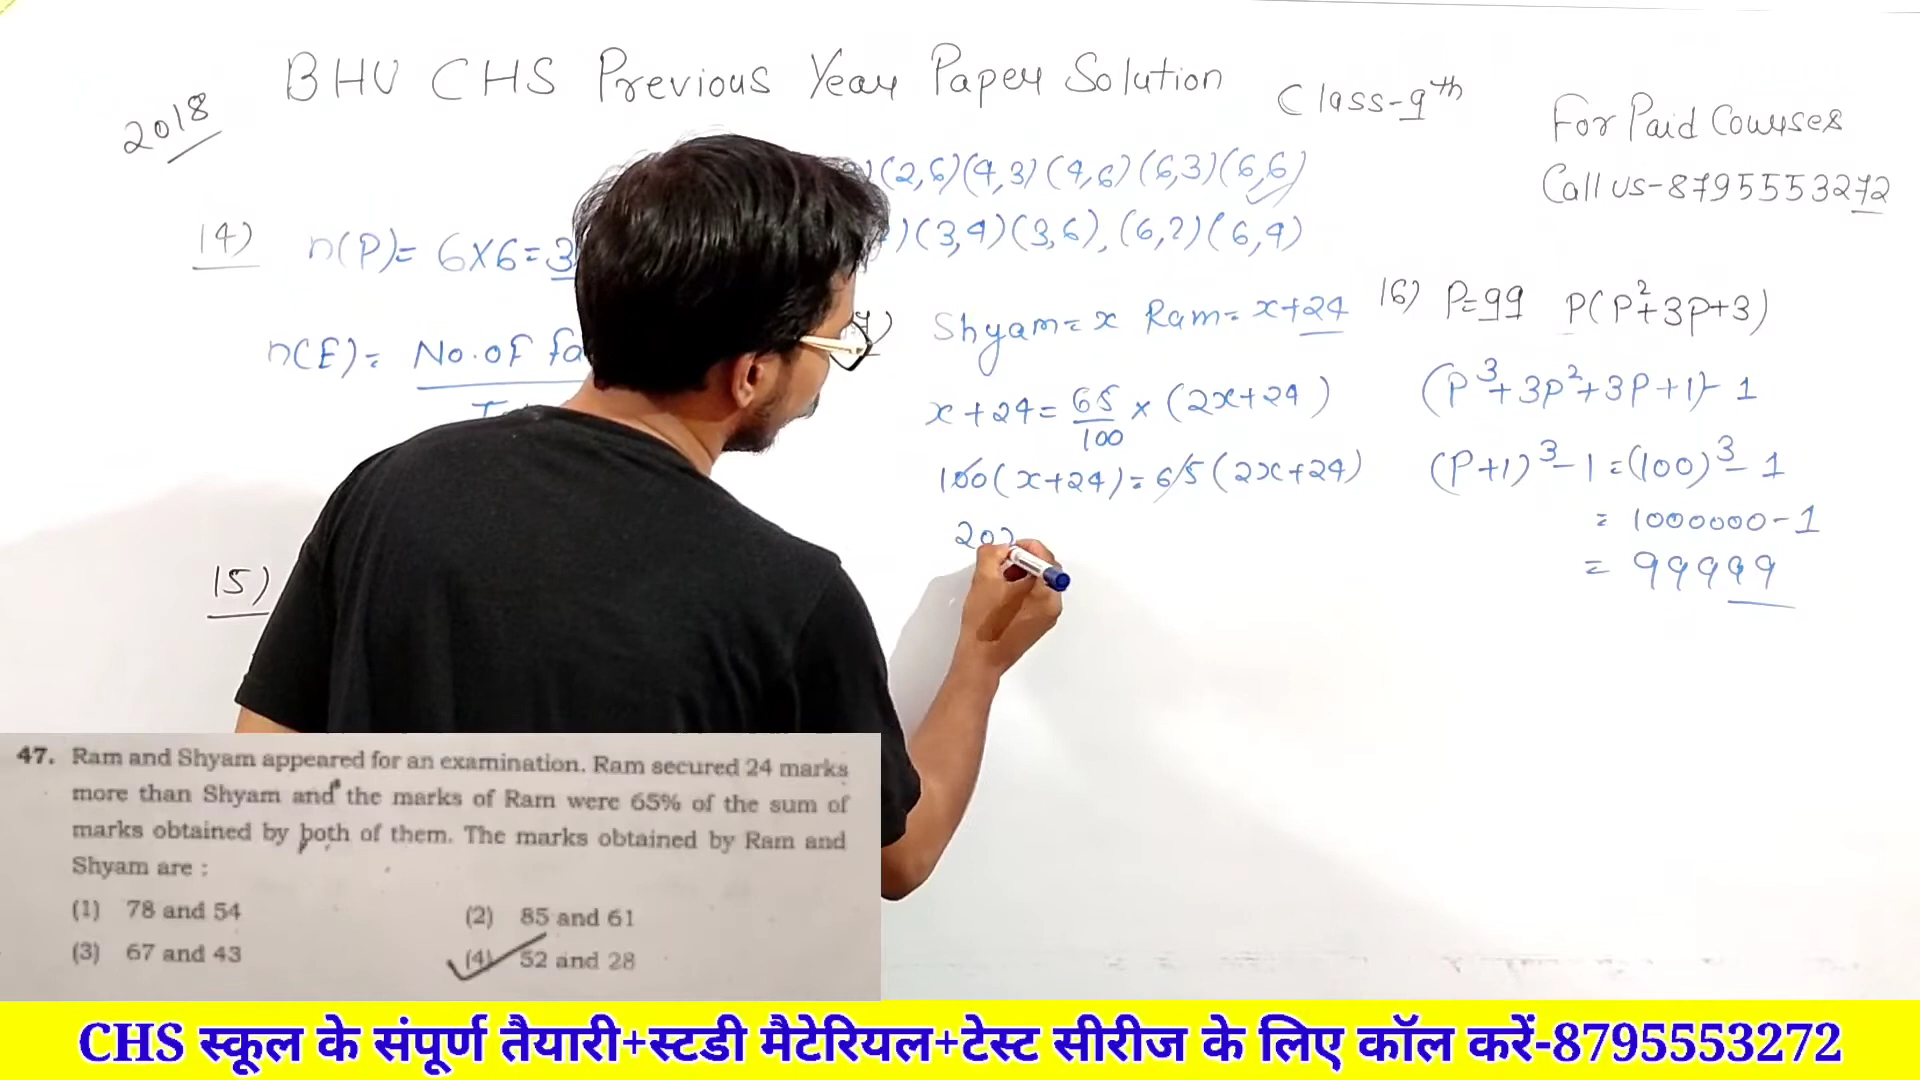 2018
BHU CHS Previous Year Paper Solution
Class-9th
For Paid Courses
Call us-8795553272
)(2,6)(4,3)(4,6)(6,3)(6,6)
)(3,4)(3,6),(6,2)(6,4)
14) n(P)= 6×6=3
n(E)= No. of fa
15)
Shyam=x Ram=x+24
x+24=65/100×(2x+24)
100(x+24)=65(2x+24)
20
16) P=99 P(P²+3P+3)
(P³+3P²+3P+1)-1
(P+1)³-1=(100)³-1
= 1000000-1
= 99999
47. Ram and Shyam appeared for an examination. Ram secured 24 marks
more than Shyam and the marks of Ram were 65% of the sum of
marks obtained by both of them. The marks obtained by Ram and
Shyam are :
(1) 78 and 54
(2) 85 and 61
(3) 67 and 43
(4) 52 and 28
CHS स्कूल के संपूर्ण तैयारी+स्टडी मैटेरियल+टेस्ट सीरीज के लिए कॉल करें-8795553272